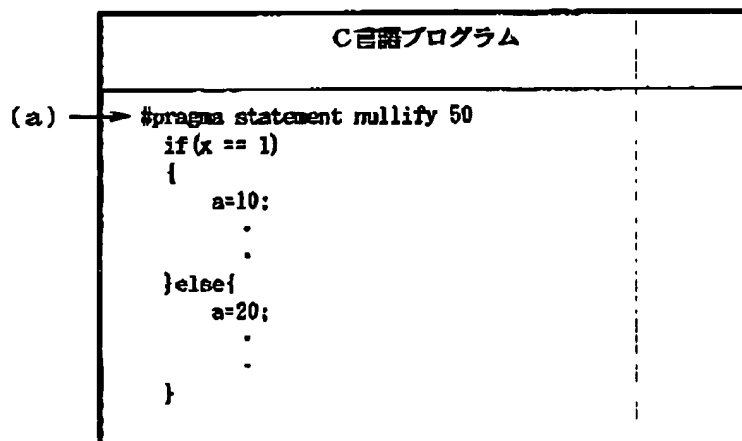 C言語プログラム
(a) #pragma statement nullify 50
if(x == 1)
{
a=10;
.
.
}else{
a=20;
.
.
}